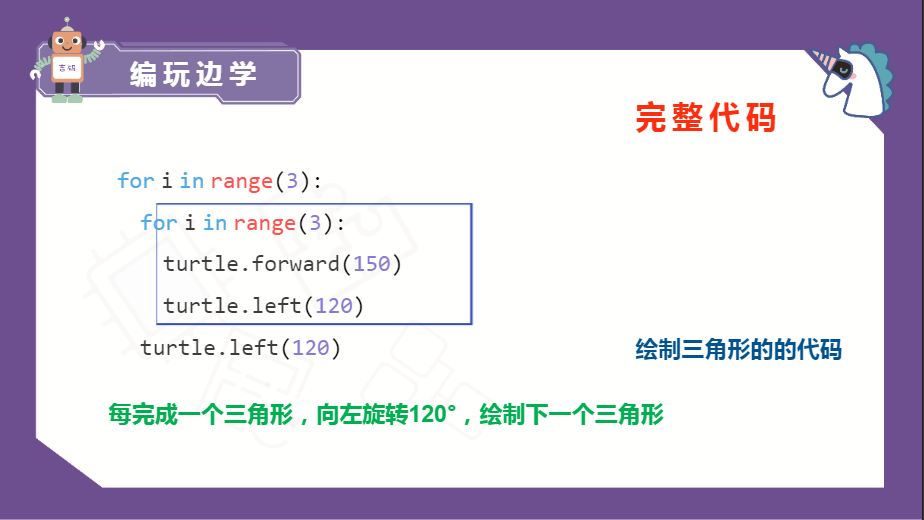 编玩边学
完整代码
for i in range(3):
for i in range(3):
turtle.forward(150)
turtle.left(120)
turtle.left(120)
绘制三角形的的代码
每完成一个三角形，向左旋转120°，绘制下一个三角形